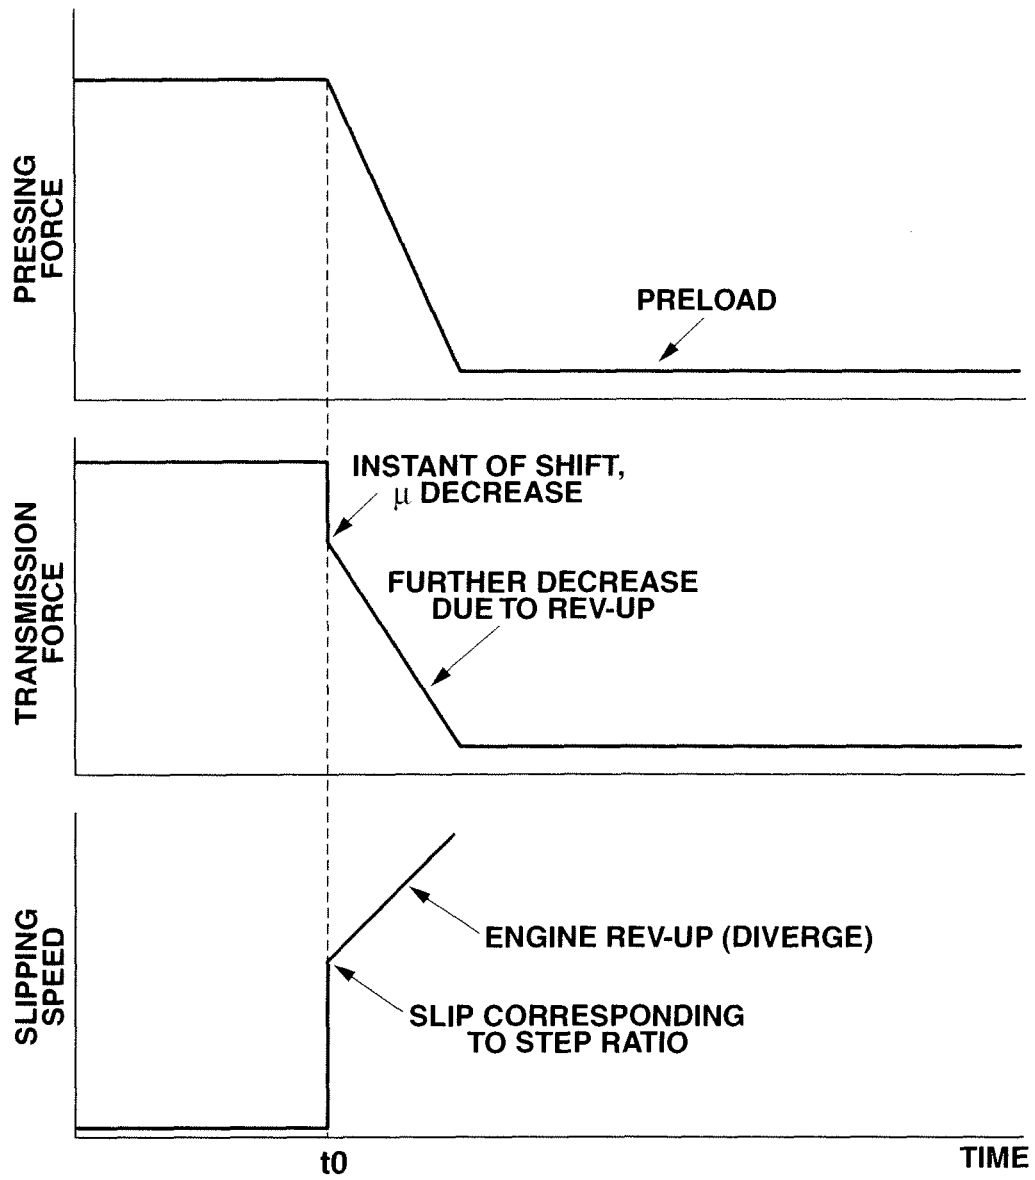 PRESSING
FORCE
PRELOAD
TRANSMISSION
FORCE
INSTANT OF SHIFT,
μ DECREASE
FURTHER DECREASE
DUE TO REV-UP
SLIPPING
SPEED
ENGINE REV-UP (DIVERGE)
SLIP CORRESPONDING
TO STEP RATIO
t0
TIME